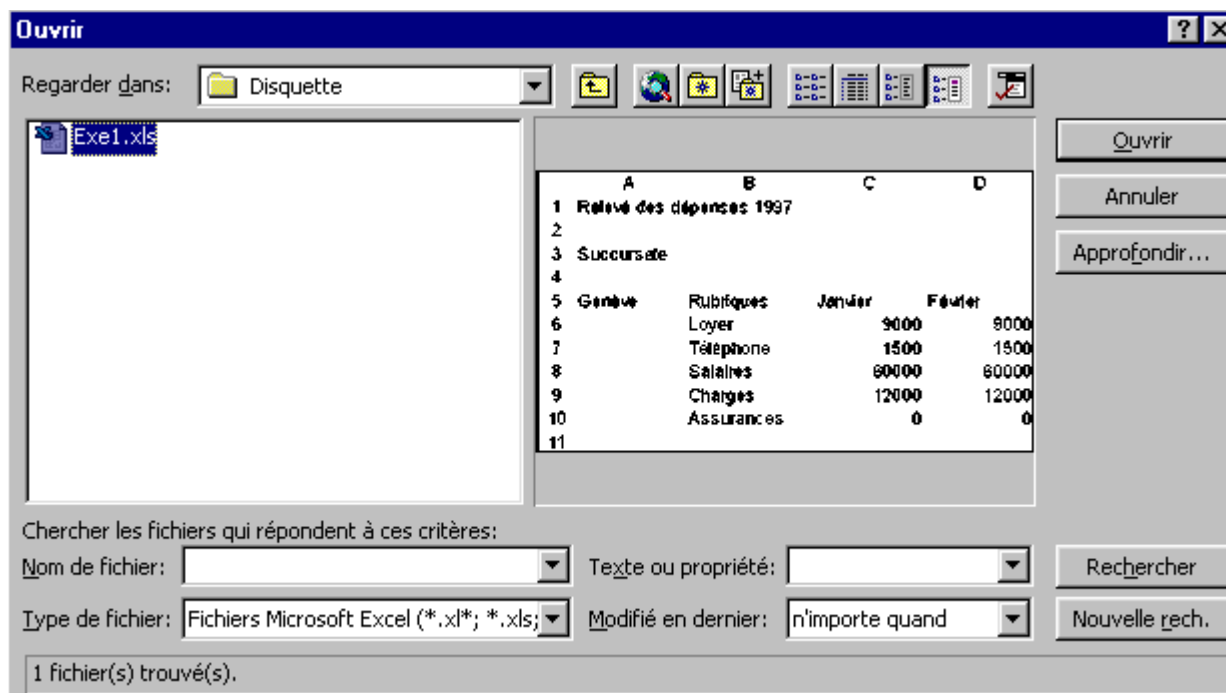 Ouvrir
Regarder dans: Disquette
Exe1.xls
Ouvrir
Annuler
Approfondir...
A B C D
1 Relevé des dépenses 1997
2
3 Succursale
4
5 Genève Rubriques Janvier Février
6 Loyer 9000 9000
7 Téléphone 1500 1500
8 Salaires 60000 60000
9 Charges 12000 12000
10 Assurances 0 0
11
Chercher les fichiers qui répondent à ces critères:
Nom de fichier: Texte ou propriété: Rechercher
Type de fichier: Fichiers Microsoft Excel (*.xl*; *.xls; Modifié en dernier: n'importe quand Nouvelle rech.
1 fichier(s) trouvé(s).